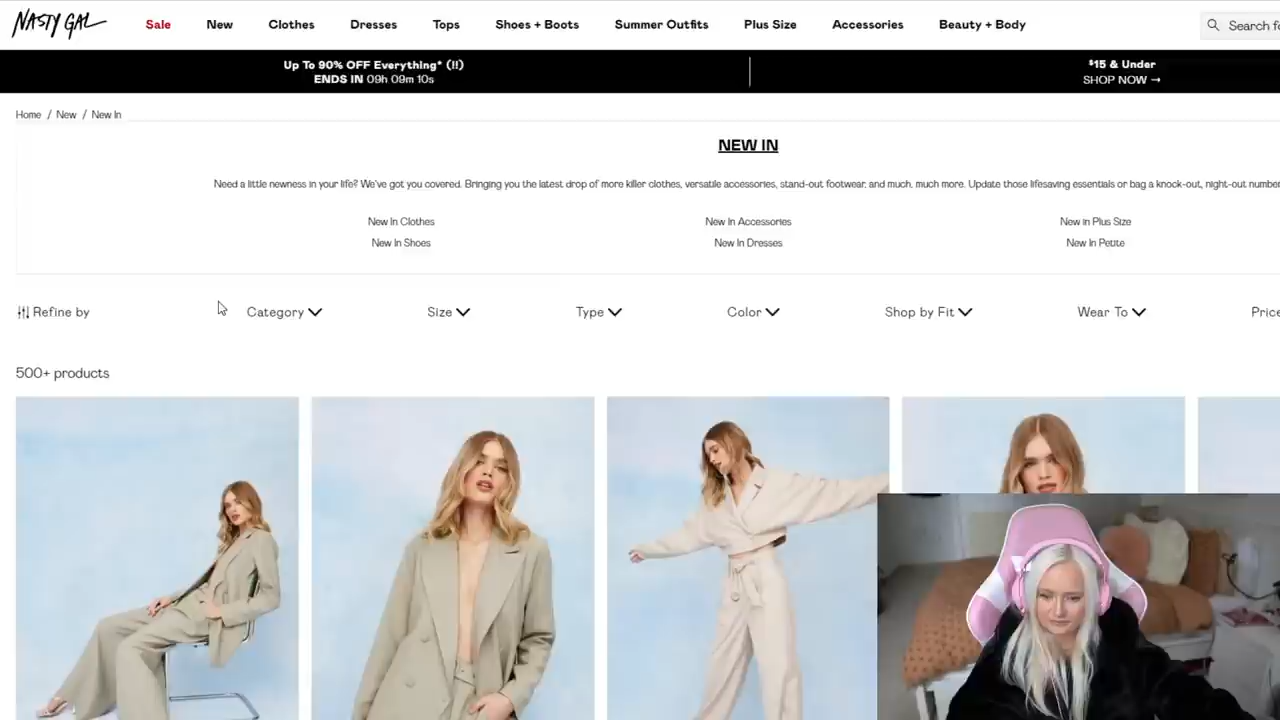 NASTY GAL
Sale New Clothes Dresses Tops Shoes + Boots Summer Outfits Plus Size Accessories Beauty + Body
Search fo
Up To 90% OFF Everything* (!!)
ENDS IN 09h 09m 10s
$15 & Under
SHOP NOW →
Home / New / New In
NEW IN
Need a little newness in your life? We've got you covered. Bringing you the latest drop of more killer clothes, versatile accessories, stand-out footwear, and much, much more. Update those lifesaving essentials or bag a knock-out, night-out number
New In Clothes New In Accessories New in Plus Size
New In Shoes New In Dresses New In Petite
Refine by Category Size Type Color Shop by Fit Wear To Price
500+ products